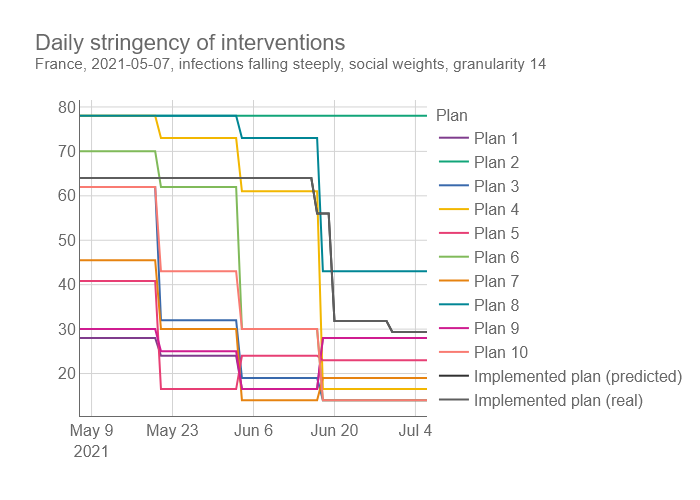 Daily stringency of interventions
France, 2021-05-07, infections falling steeply, social weights, granularity 14
80
70
60
50
40
30
20
May 9
2021
May 23
Jun 6
Jun 20
Jul 4
Plan
Plan 1
Plan 2
Plan 3
Plan 4
Plan 5
Plan 6
Plan 7
Plan 8
Plan 9
Plan 10
Implemented plan (predicted)
Implemented plan (real)